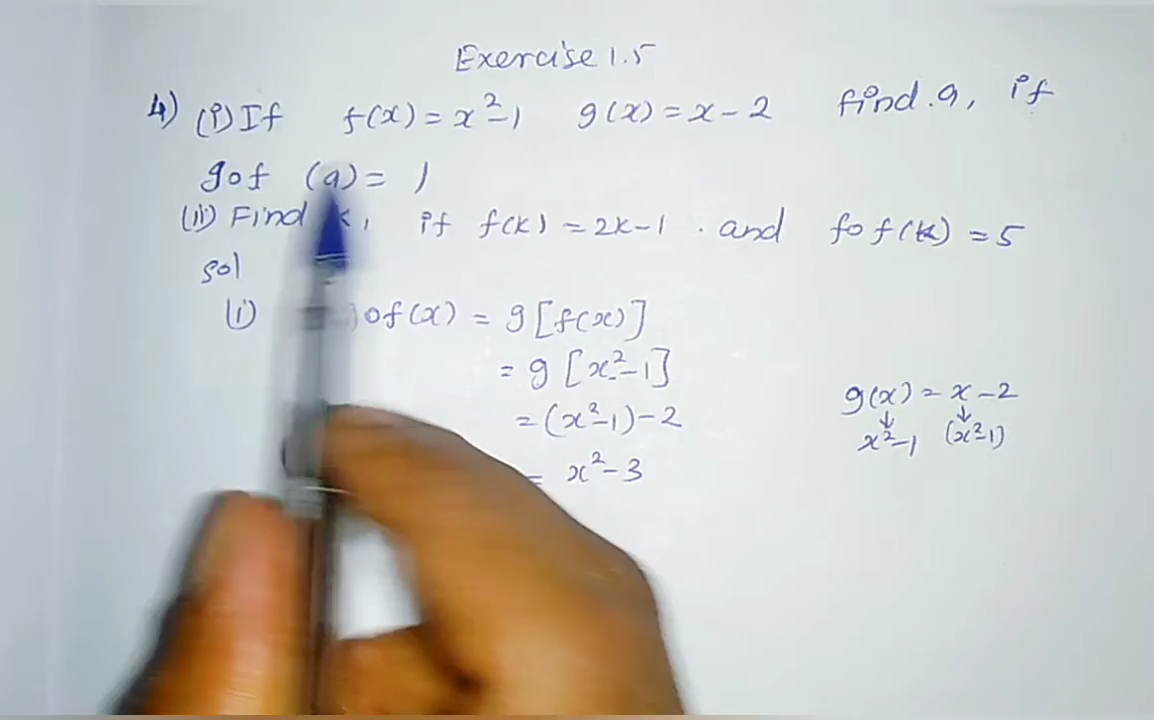 Exercise 1.5
4) (i) If f(x) = x²-1 g(x) = x-2 find a, if
gof (a) = 1
(ii) Find k, if f(k) = 2k-1 . and fof(k) = 5
sol
(i) gof(x) = g[f(x)]
= g [x²-1]
= (x²-1)-2
= x²-3
g(x) = x-2
↓ ↓
x²-1 (x²-1)